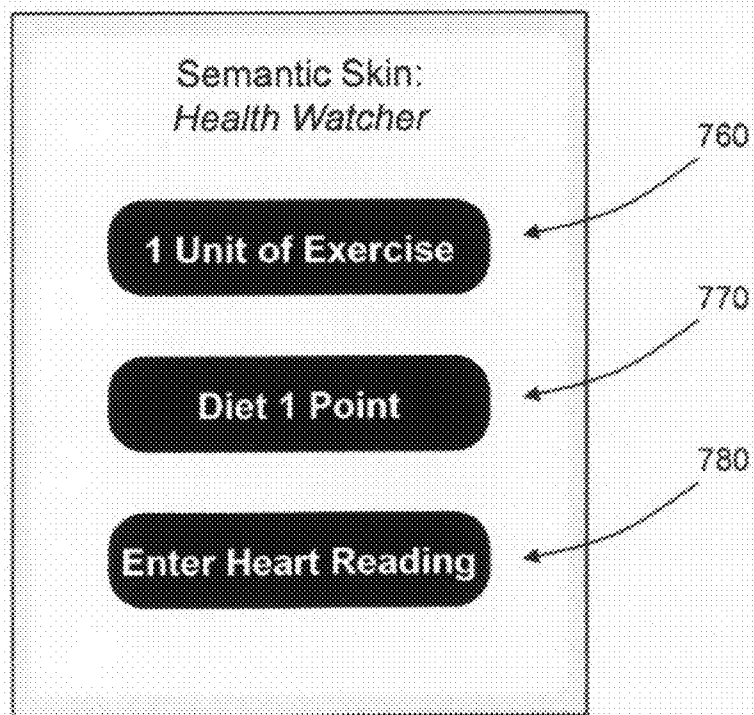 Semantic Skin:
Health Watcher
760
1 Unit of Exercise
770
Diet 1 Point
780
Enter Heart Reading